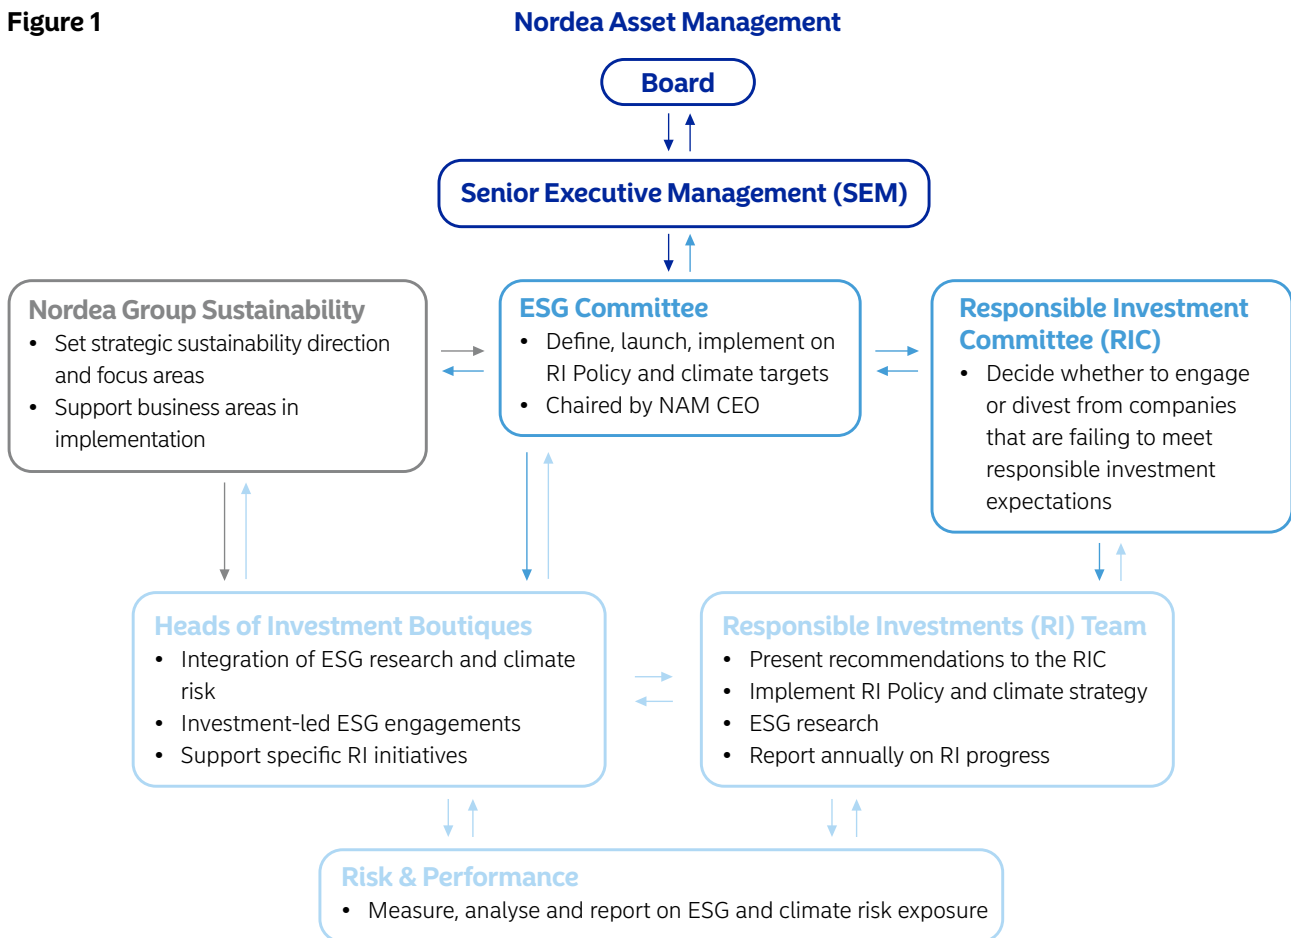 Figure 1
Nordea Asset Management
Board
Senior Executive Management (SEM)
Nordea Group Sustainability
• Set strategic sustainability direction
and focus areas
• Support business areas in
implementation
ESG Committee
• Define, launch, implement on
RI Policy and climate targets
• Chaired by NAM CEO
Responsible Investment
Committee (RIC)
• Decide whether to engage
or divest from companies
that are failing to meet
responsible investment
expectations
Heads of Investment Boutiques
• Integration of ESG research and climate
risk
• Investment-led ESG engagements
• Support specific RI initiatives
Responsible Investments (RI) Team
• Present recommendations to the RIC
• Implement RI Policy and climate strategy
• ESG research
• Report annually on RI progress
Risk & Performance
• Measure, analyse and report on ESG and climate risk exposure